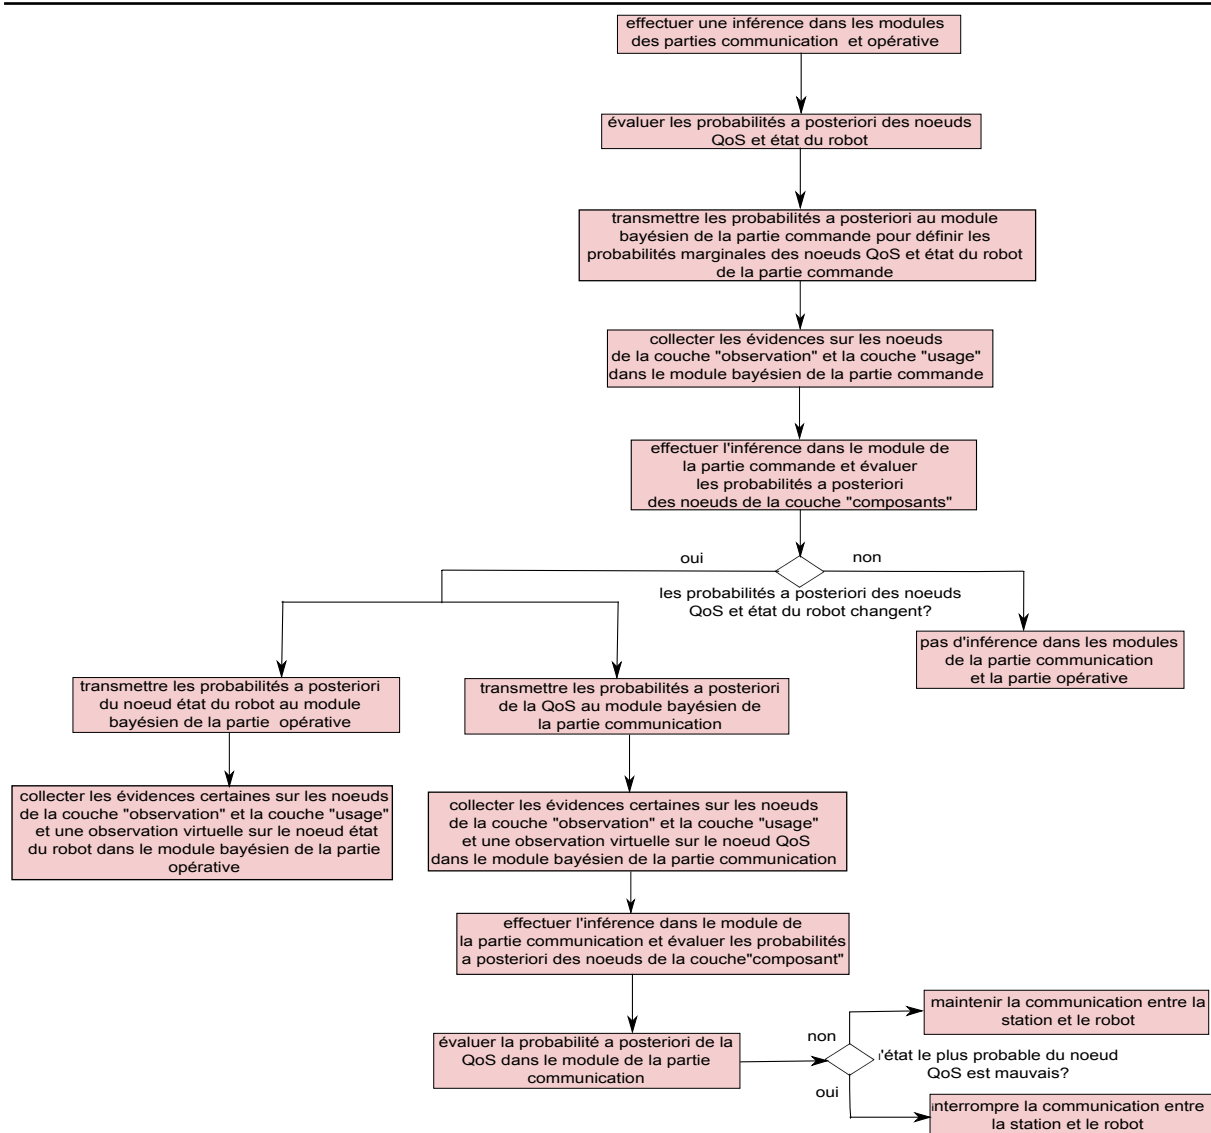 effectuer une inférence dans les modules
des parties communication et opérative
évaluer les probabilités a posteriori des noeuds
QoS et état du robot
transmettre les probabilités a posteriori au module
bayésien de la partie commande pour définir les
probabilités marginales des noeuds QoS et état du robot
de la partie commande
collecter les évidences sur les noeuds
de la couche "observation" et la couche "usage"
dans le module bayésien de la partie commande
effectuer l'inférence dans le module de
la partie commande et évaluer
les probabilités a posteriori
des noeuds de la couche "composants"
oui
non
les probabilités a posteriori des noeuds
QoS et état du robot changent?
pas d'inférence dans les modules
de la partie communication
et la partie opérative
transmettre les probabilités a posteriori
du noeud état du robot au module
bayésien de la partie opérative
transmettre les probabilités a posteriori
de la QoS au module bayésien de
la partie communication
collecter les évidences certaines sur les noeuds
de la couche "observation" et la couche "usage"
et une observation virtuelle sur le noeud état
du robot dans le module bayésien de la partie
opérative
collecter les évidences certaines sur les noeuds
de la couche "observation" et la couche "usage"
et une observation virtuelle sur le noeud QoS
dans le module bayésien de la partie communication
effectuer l'inférence dans le module de
la partie communication et évaluer les probabilités
a posteriori des noeuds de la couche"composant"
évaluer la probabilité a posteriori de la
QoS dans le module de la partie
communication
non
oui
l'état le plus probable du noeud
QoS est mauvais?
maintenir la communication entre la
station et le robot
interrompre la communication entre
la station et le robot